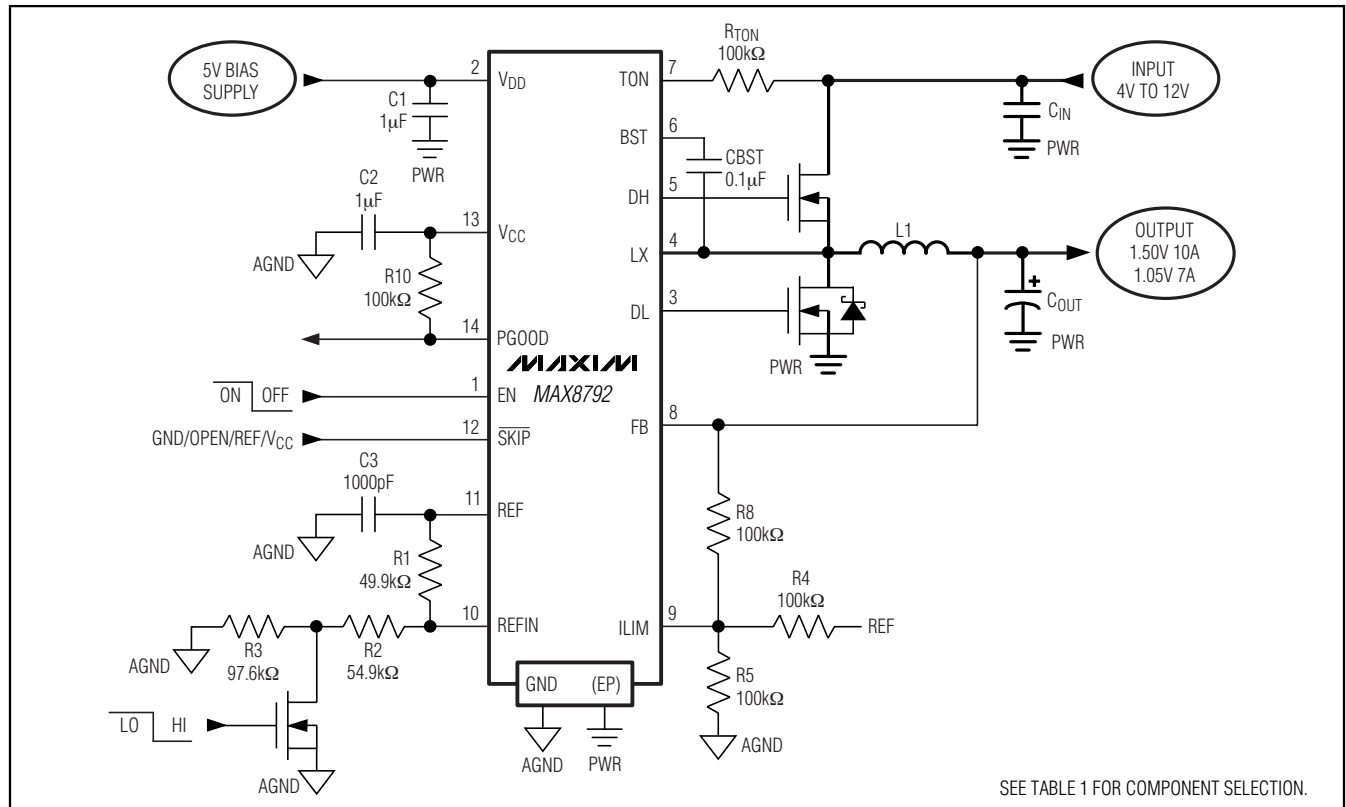 5V BIAS
SUPPLY
2
VDD
C1
1µF
PWR
C2
1µF
AGND
13
VCC
R10
100kΩ
14
PGOOD
MAXIM
MAX8792
ON OFF
1
EN
GND/OPEN/REF/VCC
12
SKIP
C3
1000pF
AGND
11
REF
R1
49.9kΩ
10
REFIN
R3
97.6kΩ
R2
54.9kΩ
AGND
LO HI
AGND
GND (EP)
AGND
PWR
TON
7
RTON
100kΩ
INPUT
4V TO 12V
CIN
PWR
BST
6
CBST
0.1µF
DH
5
LX
4
L1
OUTPUT
1.50V 10A
1.05V 7A
COUT
PWR
DL
3
PWR
FB
8
R8
100kΩ
ILIM
9
R4
100kΩ
REF
R5
100kΩ
AGND
SEE TABLE 1 FOR COMPONENT SELECTION.